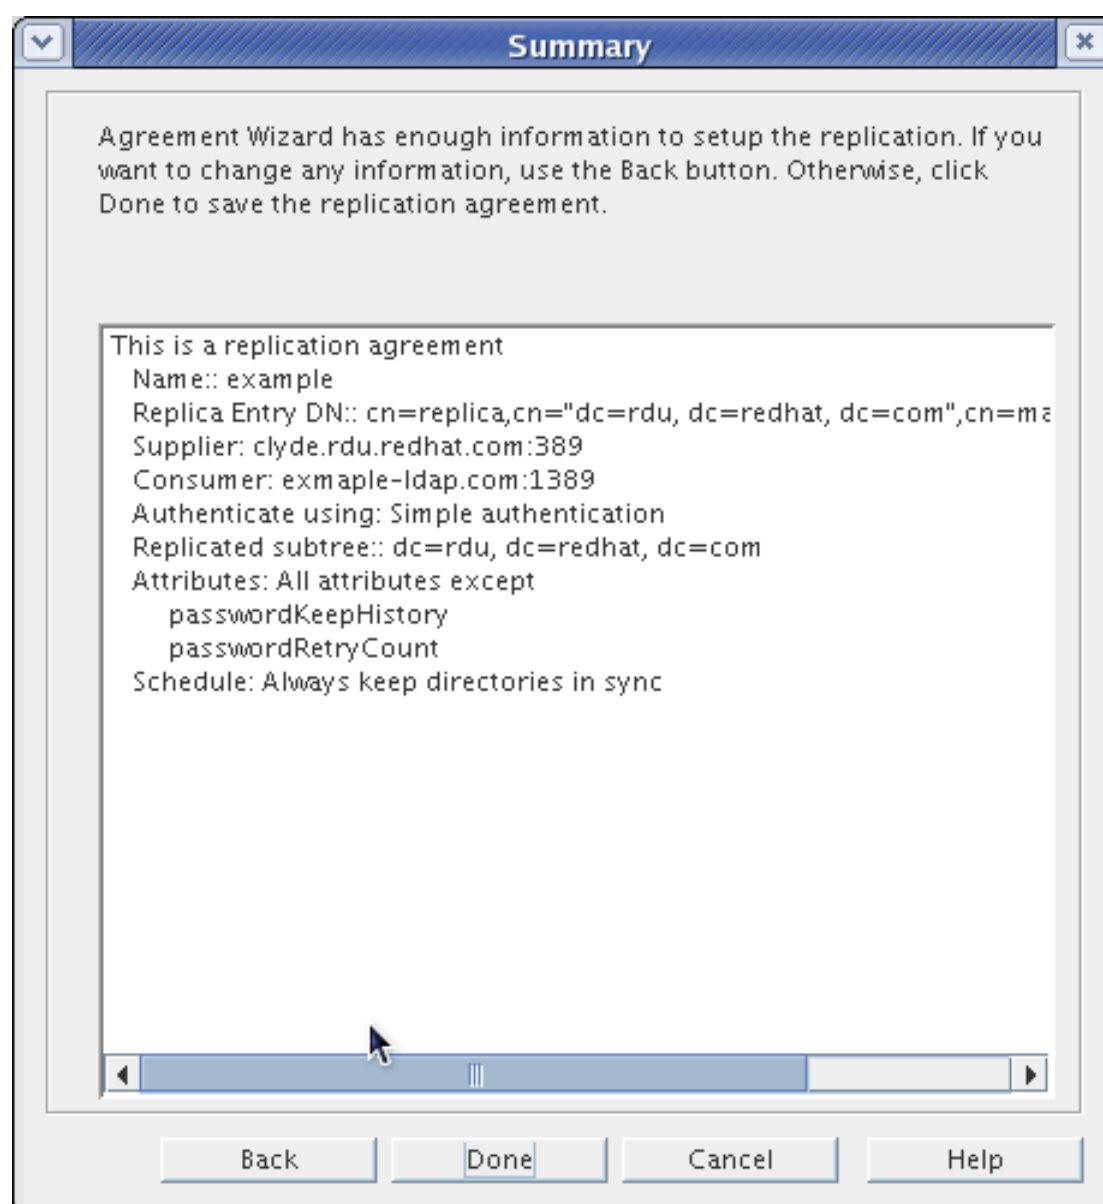 Summary
Agreement Wizard has enough information to setup the replication. If you
want to change any information, use the Back button. Otherwise, click
Done to save the replication agreement.
This is a replication agreement
Name:: example
Replica Entry DN:: cn=replica,cn="dc=rdu, dc=redhat, dc=com",cn=ma
Supplier: clyde.rdu.redhat.com:389
Consumer: exmaple-ldap.com:1389
Authenticate using: Simple authentication
Replicated subtree:: dc=rdu, dc=redhat, dc=com
Attributes: All attributes except
passwordKeepHistory
passwordRetryCount
Schedule: Always keep directories in sync
Back Done Cancel Help